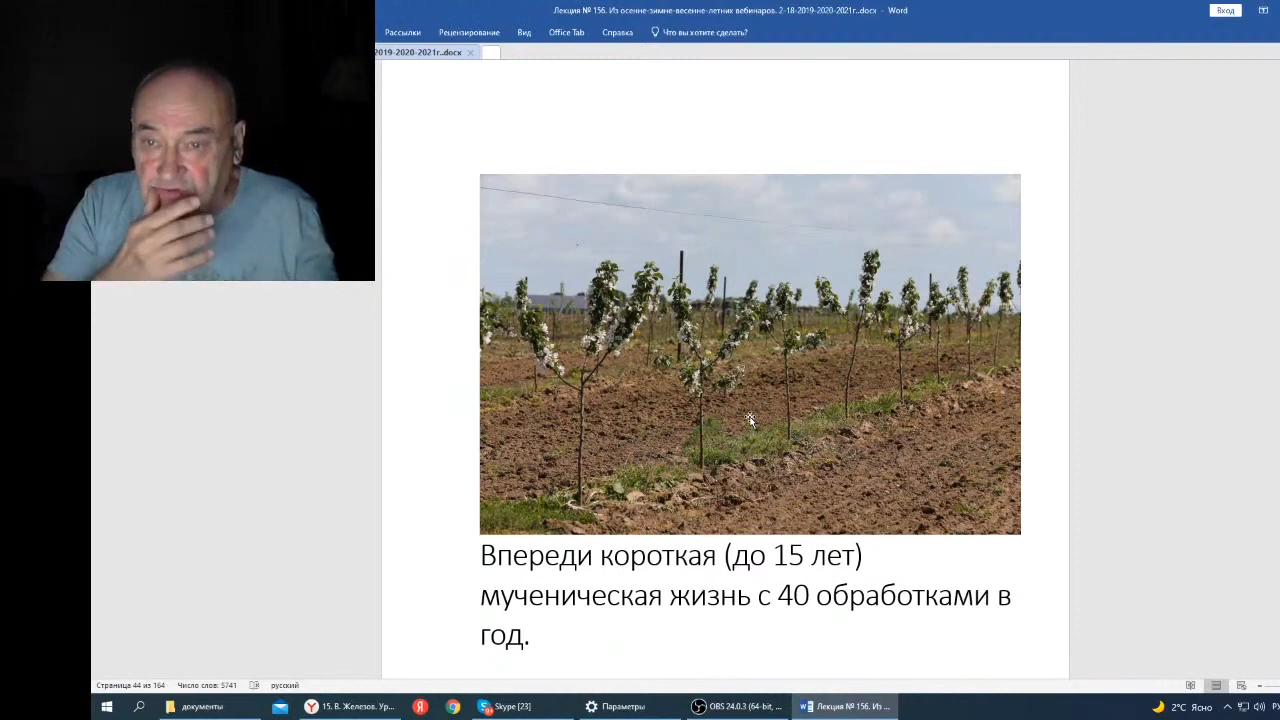 Лекция № 156. Из осенне-зимне-весенне-летних вебинаров. 2-18-2019-2020-2021г..docx - Word
Вход
Рассылки Рецензирование Вид Office Tab Справка Что вы хотите сделать?
2019-2020-2021г..docx
Впереди короткая (до 15 лет)
мученическая жизнь с 40 обработками в
год.
Страница 44 из 164 Число слов: 5741 русский
документы 15. В. Железов. Ур... Skype [23] Параметры OBS 24.0.3 (64-bit, ... Лекция № 156. Из ... 2°C Ясно